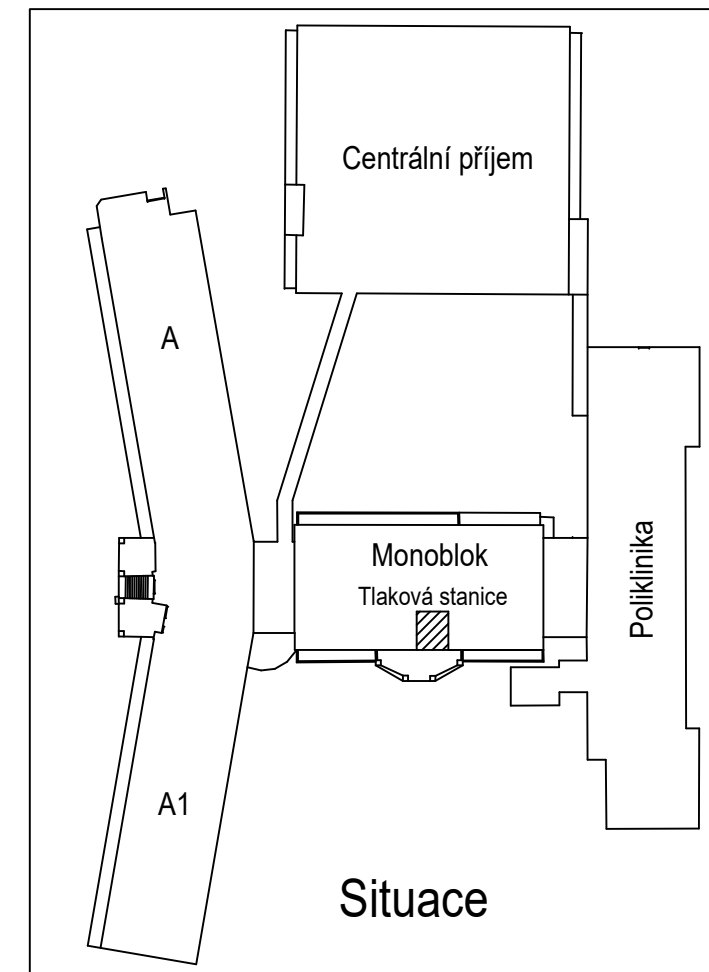 Centrální příjem
A
Monoblok
Tlaková stanice
Poliklinika
A1
Situace